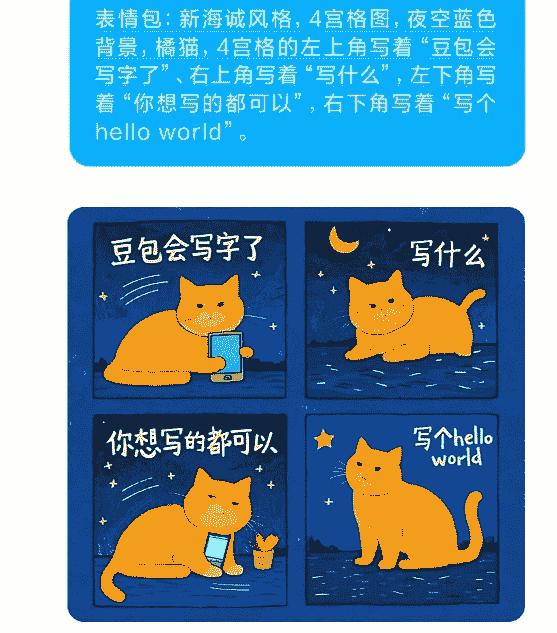 表情包：新海诚风格，4宫格图，夜空蓝色
背景，橘猫，4宫格的左上角写着“豆包会
写字了”、右上角写着“写什么”，左下角写
着“你想写的都可以”，右下角写着“写个
hello world”。
豆包会写字了
写什么
你想写的都可以
写个hello
world